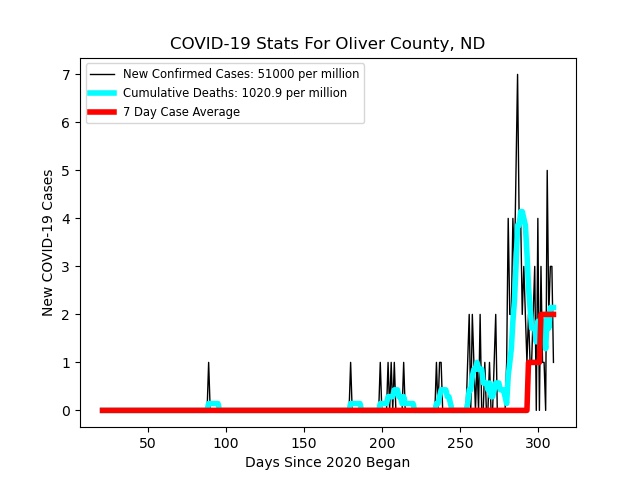 COVID-19 Stats For Oliver County, ND
New Confirmed Cases: 51000 per million
Cumulative Deaths: 1020.9 per million
7 Day Case Average
New COVID-19 Cases
7
6
5
4
3
2
1
0
50 100 150 200 250 300
Days Since 2020 Began